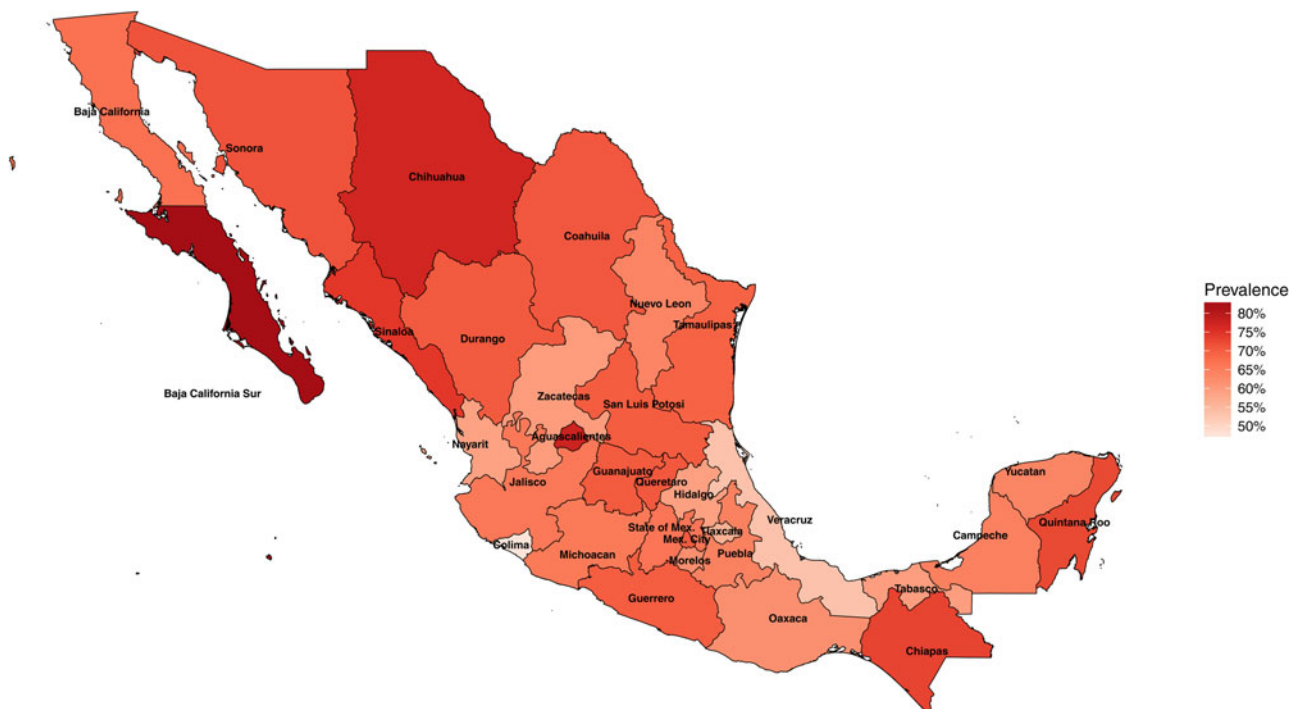 Baja California
Sonora
Chihuahua
Coahuila
Nuevo Leon
Tamaulipas
Sinaloa
Durango
Baja California Sur
Zacatecas
San Luis Potosi
Nayarit
Aguascalientes
Jalisco
Guanajuato
Queretaro
Hidalgo
Yucatan
Veracruz
Quintana Roo
Campeche
State of Mex.
Tlaxcala
Mex. City
Colima
Michoacan
Morelos
Puebla
Tabasco
Guerrero
Oaxaca
Chiapas
Prevalence
80%
75%
70%
65%
60%
55%
50%